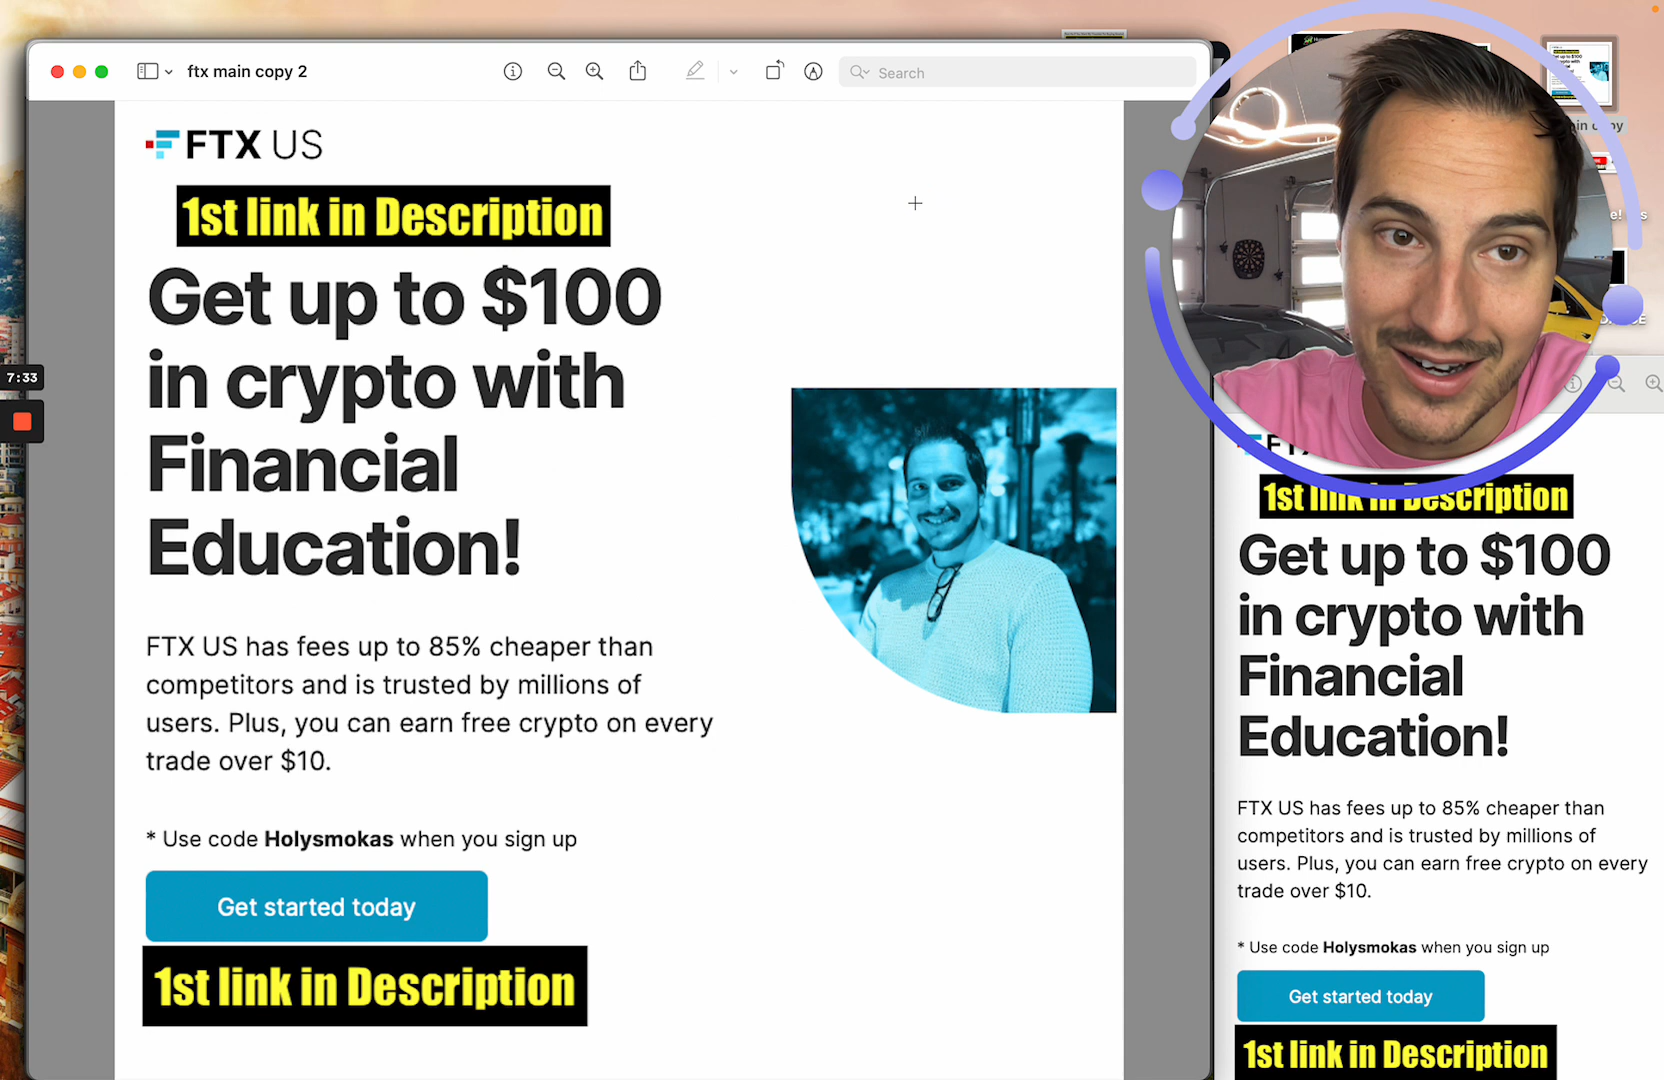 ftx main copy 2
Search
FTX US
1st link in Description
Get up to $100
in crypto with
Financial
Education!
FTX US has fees up to 85% cheaper than
competitors and is trusted by millions of
users. Plus, you can earn free crypto on every
trade over $10.
* Use code Holysmokas when you sign up
Get started today
1st link in Description
7:33
1st link in Description
Get up to $100
in crypto with
Financial
Education!
FTX US has fees up to 85% cheaper than
competitors and is trusted by millions of
users. Plus, you can earn free crypto on every
trade over $10.
* Use code Holysmokas when you sign up
Get started today
1st link in Description